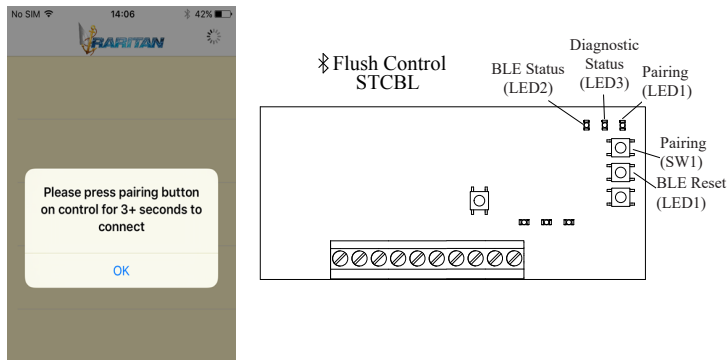 No SIM 14:06 42%
RARITAN
Please press pairing button
on control for 3+ seconds to
connect
OK
Flush Control
STCBL
BLE Status
(LED2)
Diagnostic
Status
(LED3)
Pairing
(LED1)
Pairing
(SW1)
BLE Reset
(LED1)